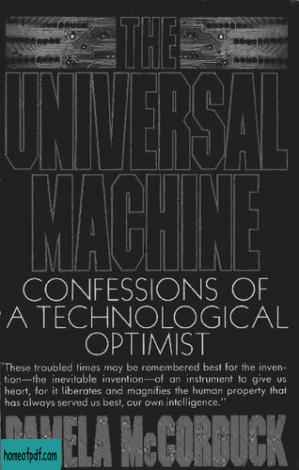 THE
UNIVERSAL
MACHINE
CONFESSIONS OF
A TECHNOLOGICAL
OPTIMIST
"These troubled times may be remembered best for the inven-
tion—the inevitable invention—of an instrument to give us
heart, for it liberates and magnifies the human property that
has always served us best, our own intelligence."
PAMELA McCORDUCK
homeofpdf.com